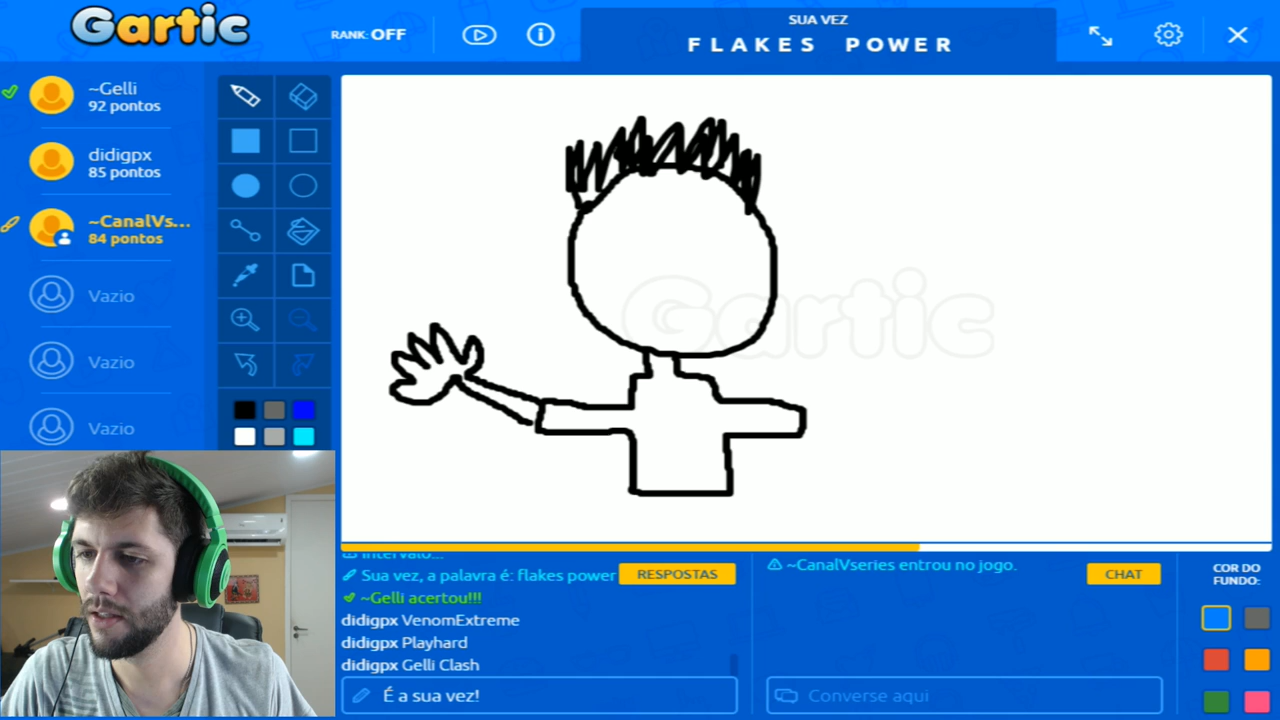 Gartic
RANK: OFF
SUA VEZ
FLAKES POWER
~Gelli
92 pontos
didigpx
85 pontos
~CanalVs...
84 pontos
Vazio
Vazio
Vazio
Gartic
Intervalo...
Sua vez, a palavra é: flakes power
RESPOSTAS
~Gelli acertou!!!
didigpx VenomExtreme
didigpx Playhard
didigpx Gelli Clash
É a sua vez!
~CanalVseries entrou no jogo.
CHAT
Converse aqui
COR DO
FUNDO: